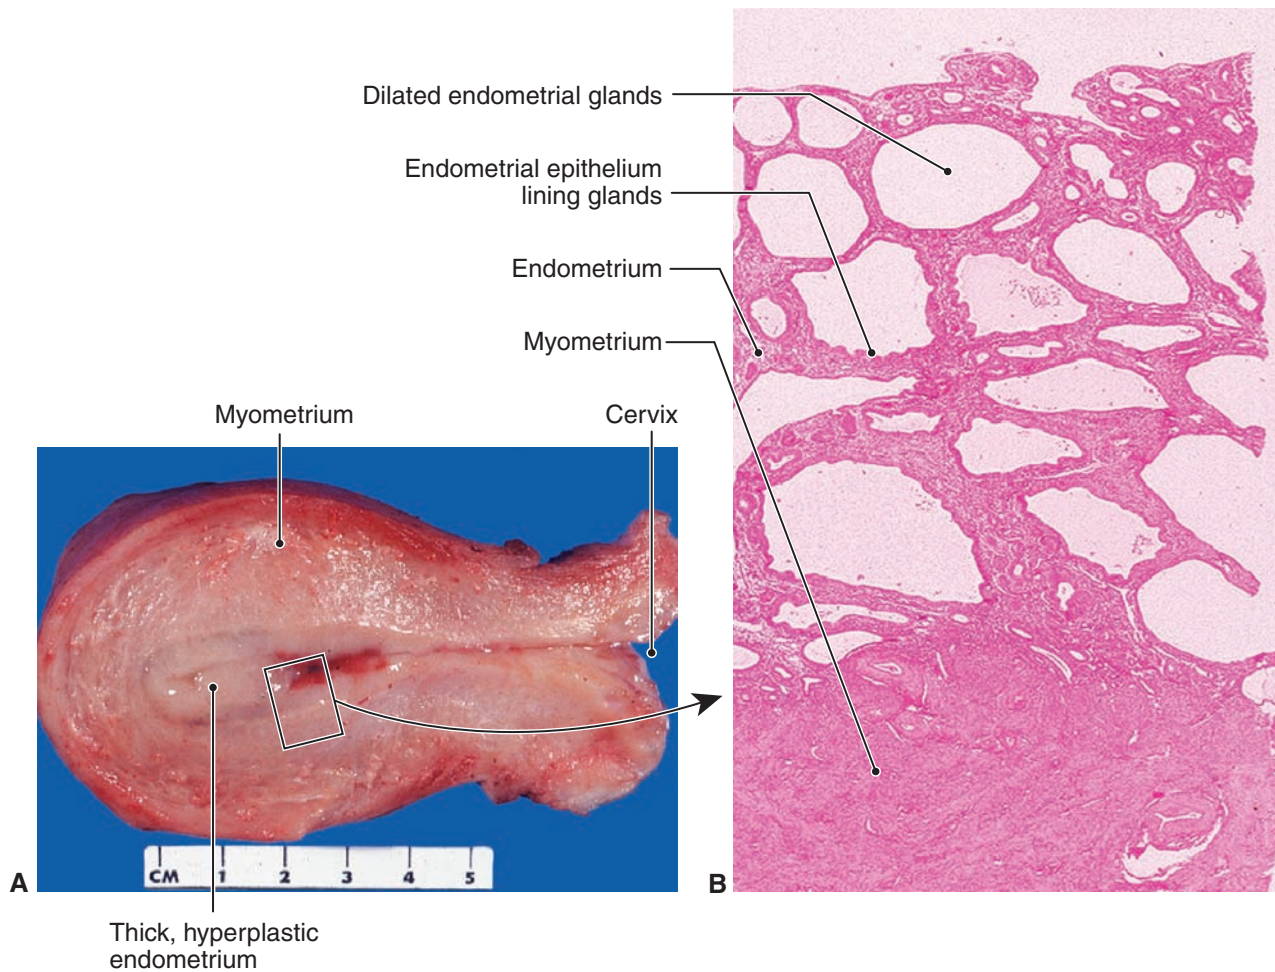 Dilated endometrial glands
Endometrial epithelium
lining glands
Endometrium
Myometrium
Myometrium
Cervix
CM 1 2 3 4 5
A
B
Thick, hyperplastic
endometrium